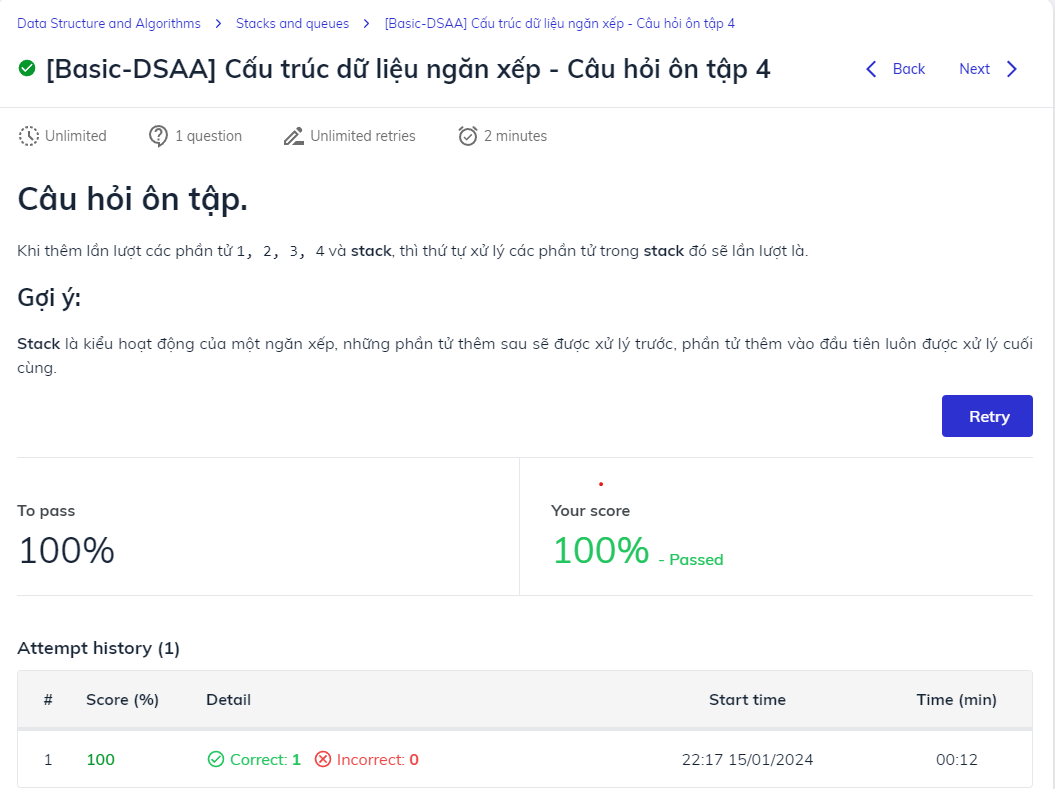 Data Structure and Algorithms > Stacks and queues > [Basic-DSAA] Cấu trúc dữ liệu ngăn xếp - Câu hỏi ôn tập 4
[Basic-DSAA] Cấu trúc dữ liệu ngăn xếp - Câu hỏi ôn tập 4
Back Next
Unlimited 1 question Unlimited retries 2 minutes
Câu hỏi ôn tập.
Khi thêm lần lượt các phần tử 1, 2, 3, 4 và stack, thì thứ tự xử lý các phần tử trong stack đó sẽ lần lượt là.
Gợi ý:
Stack là kiểu hoạt động của một ngăn xếp, những phần tử thêm sau sẽ được xử lý trước, phần tử thêm vào đầu tiên luôn được xử lý cuối
cùng.
Retry
To pass Your score
100% 100% - Passed
Attempt history (1)
# Score (%) Detail Start time Time (min)
1 100 Correct: 1 Incorrect: 0 22:17 15/01/2024 00:12